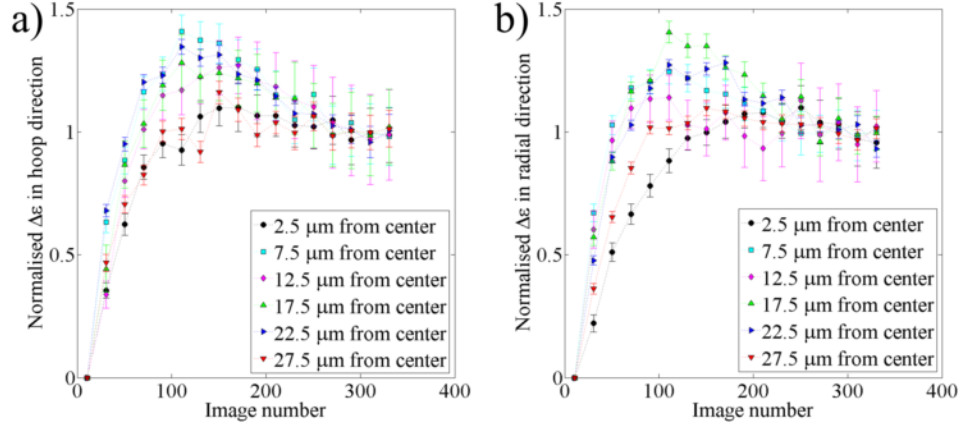 a)
Normalised Δε in hoop direction
1.5
1
0.5
0
0 100 200 300 400
Image number
2.5 μm from center
7.5 μm from center
12.5 μm from center
17.5 μm from center
22.5 μm from center
27.5 μm from center
b)
Normalised Δε in radial direction
1.5
1
0.5
0
0 100 200 300 400
Image number
2.5 μm from center
7.5 μm from center
12.5 μm from center
17.5 μm from center
22.5 μm from center
27.5 μm from center